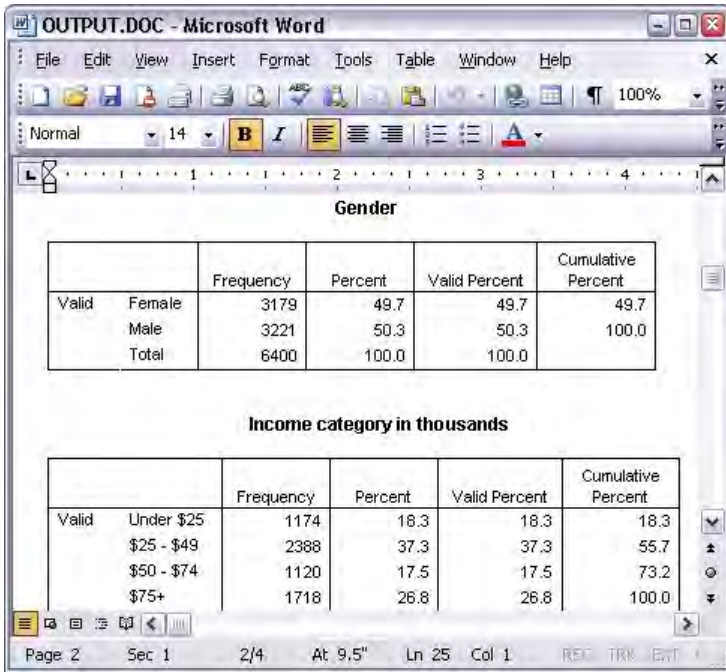 OUTPUT.DOC - Microsoft Word
File Edit View Insert Format Tools Table Window Help
100%
Normal 14 B I A
1 2 3 4
Gender
Frequency Percent Valid Percent Cumulative Percent
Valid Female 3179 49.7 49.7 49.7
Male 3221 50.3 50.3 100.0
Total 6400 100.0 100.0
Income category in thousands
Frequency Percent Valid Percent Cumulative Percent
Valid Under $25 1174 18.3 18.3 18.3
$25 - $49 2388 37.3 37.3 55.7
$50 - $74 1120 17.5 17.5 73.2
$75+ 1718 26.8 26.8 100.0
Page 2 Sec 1 2/4 At 9.5" Ln 25 Col 1 REC TRK EXT